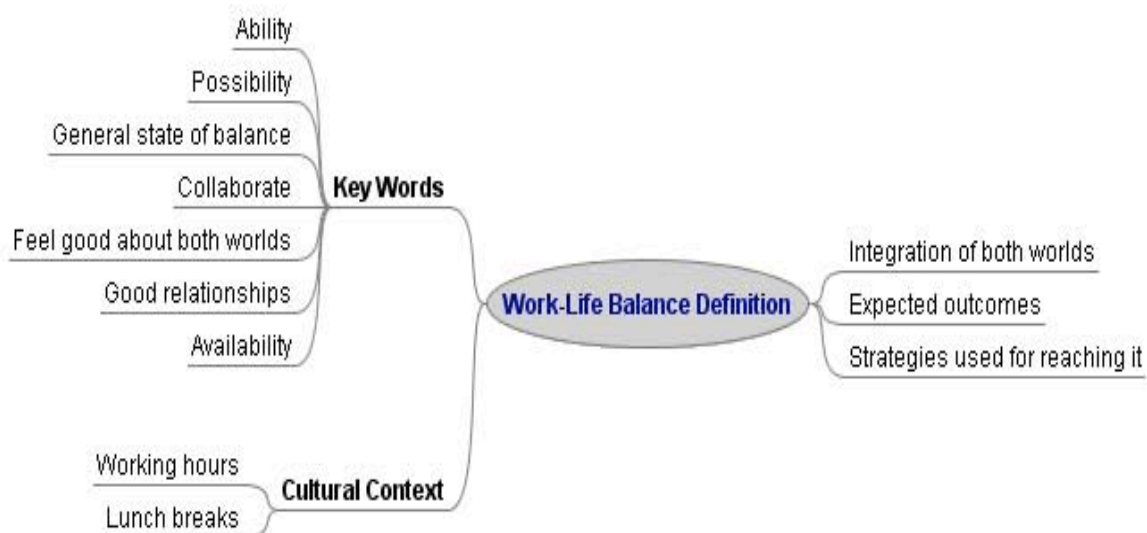 Ability
Possibility
General state of balance
Collaborate
Key Words
Feel good about both worlds
Good relationships
Availability
Working hours
Cultural Context
Lunch breaks
Work-Life Balance Definition
Integration of both worlds
Expected outcomes
Strategies used for reaching it